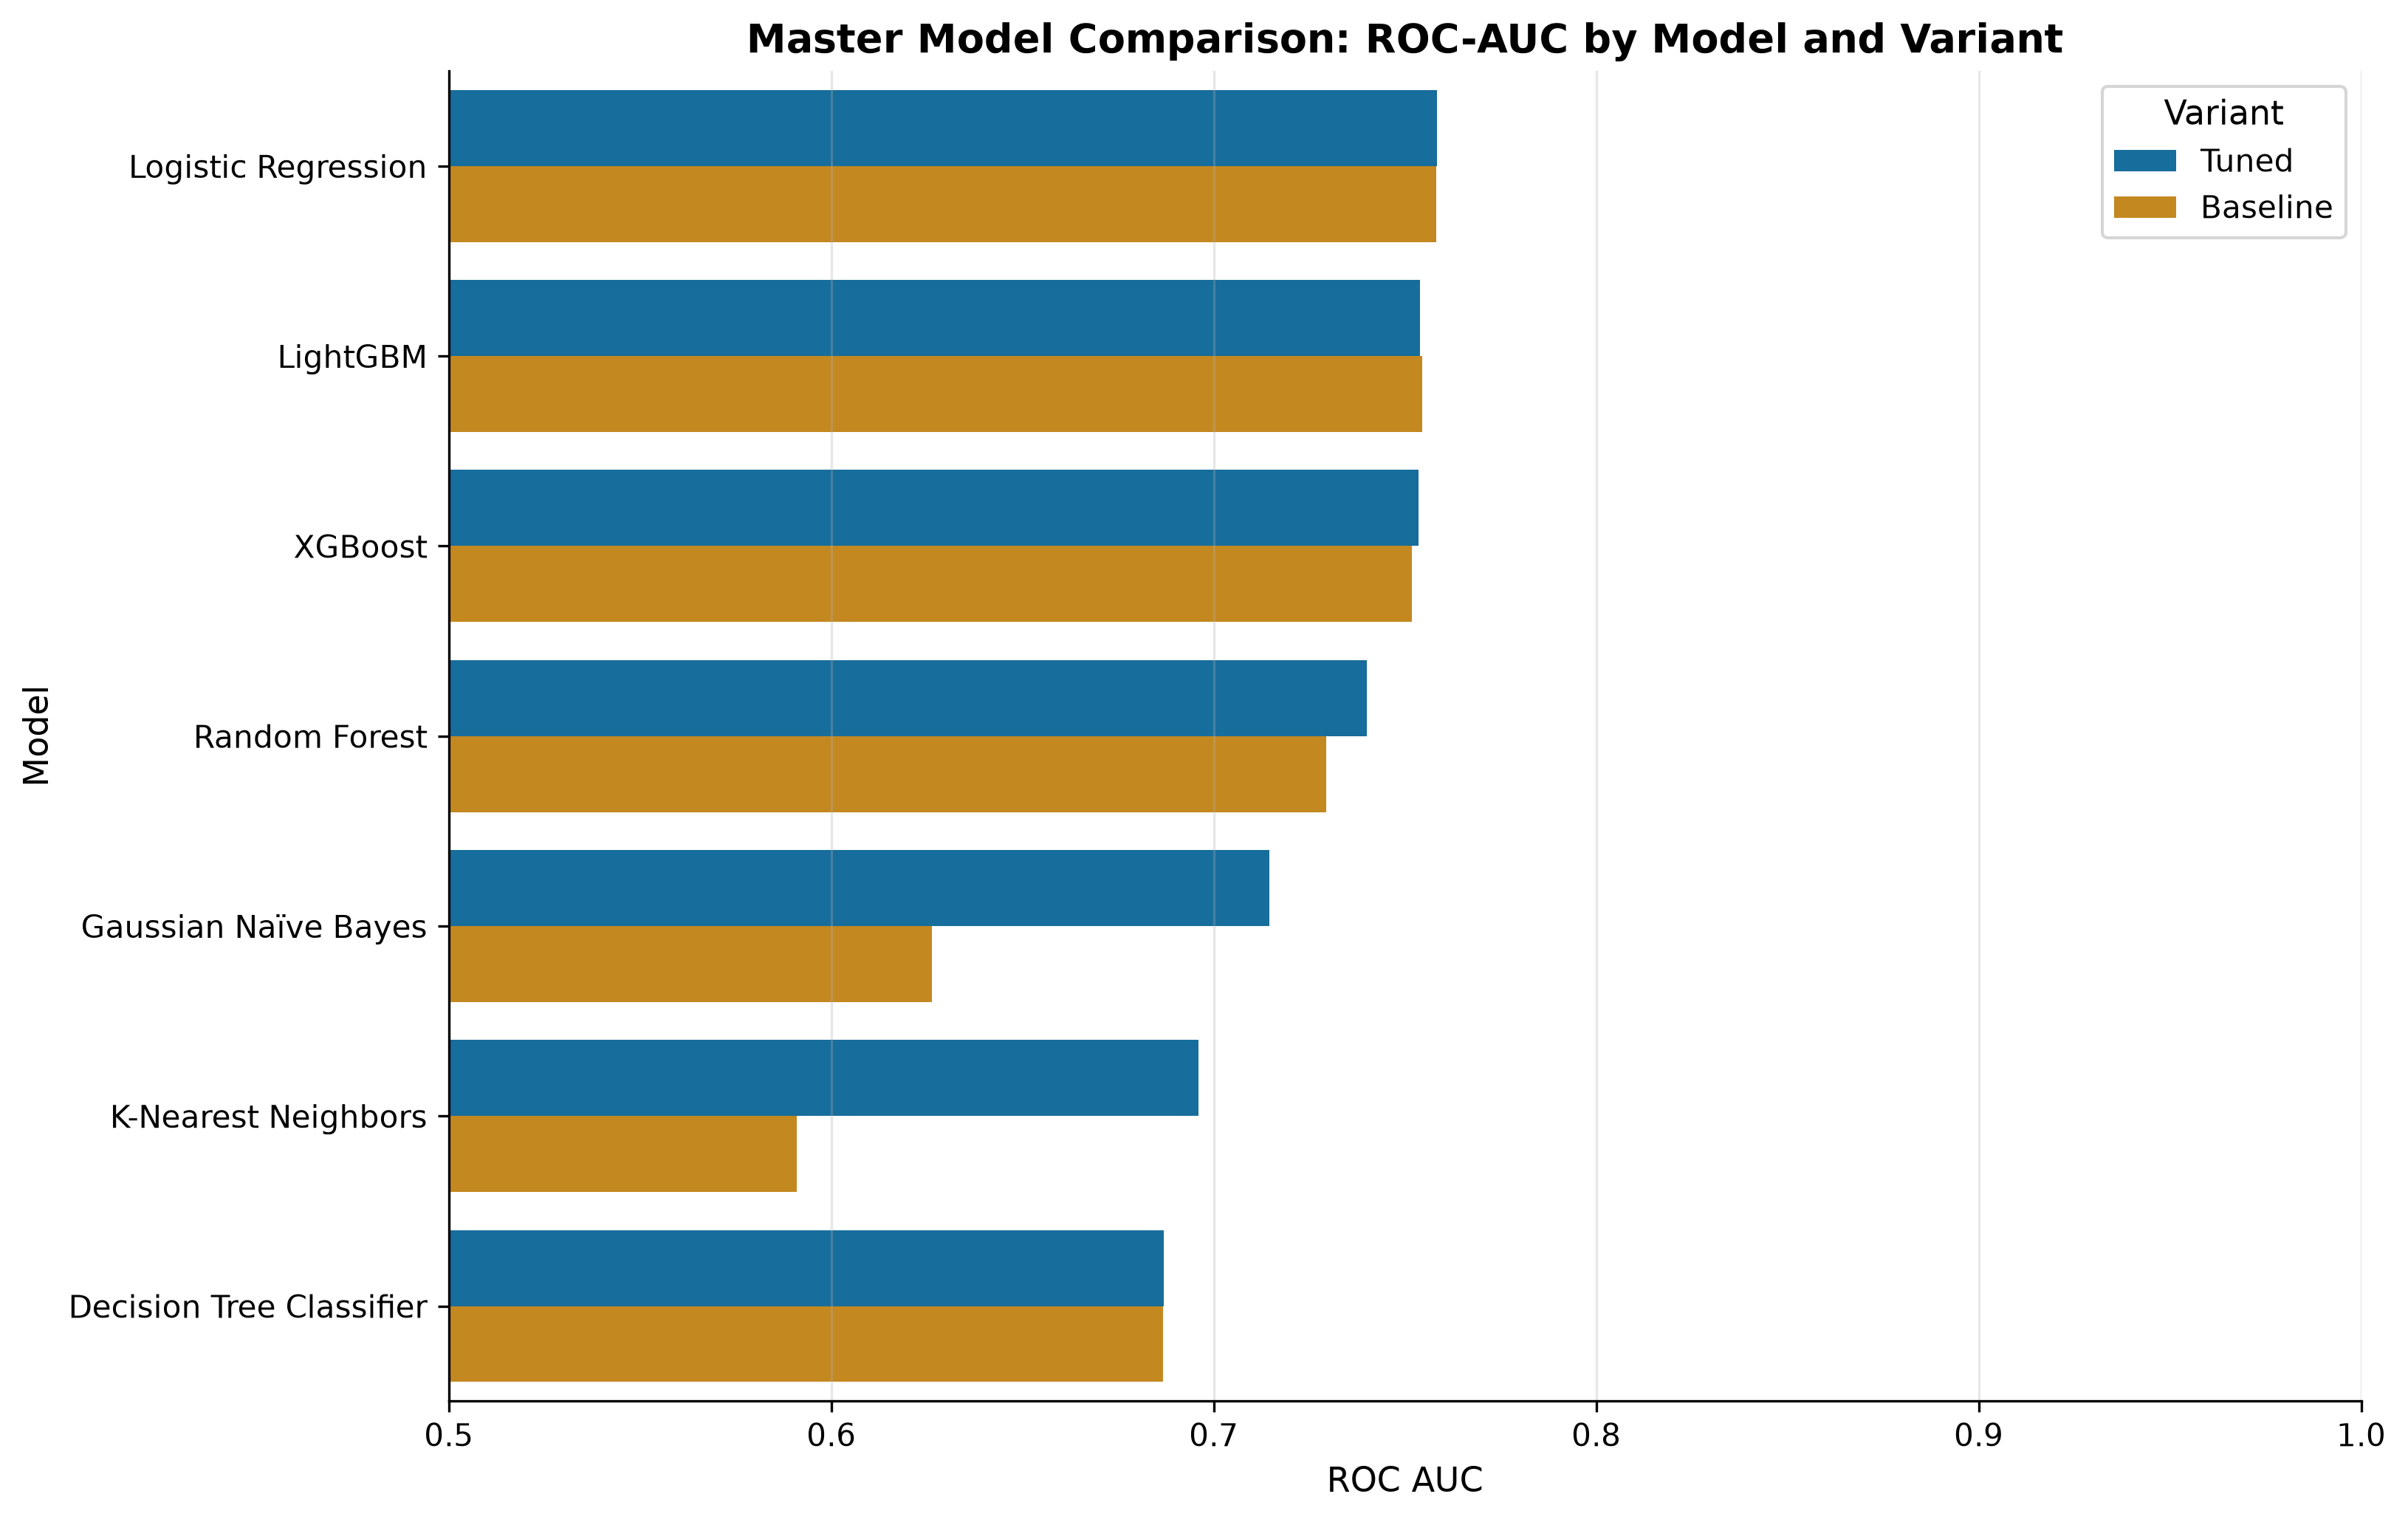 Master Model Comparison: ROC-AUC by Model and Variant
Variant
Tuned
Baseline
Model
Logistic Regression
LightGBM
XGBoost
Random Forest
Gaussian Naïve Bayes
K-Nearest Neighbors
Decision Tree Classifier
0.5 0.6 0.7 0.8 0.9 1.0
ROC AUC